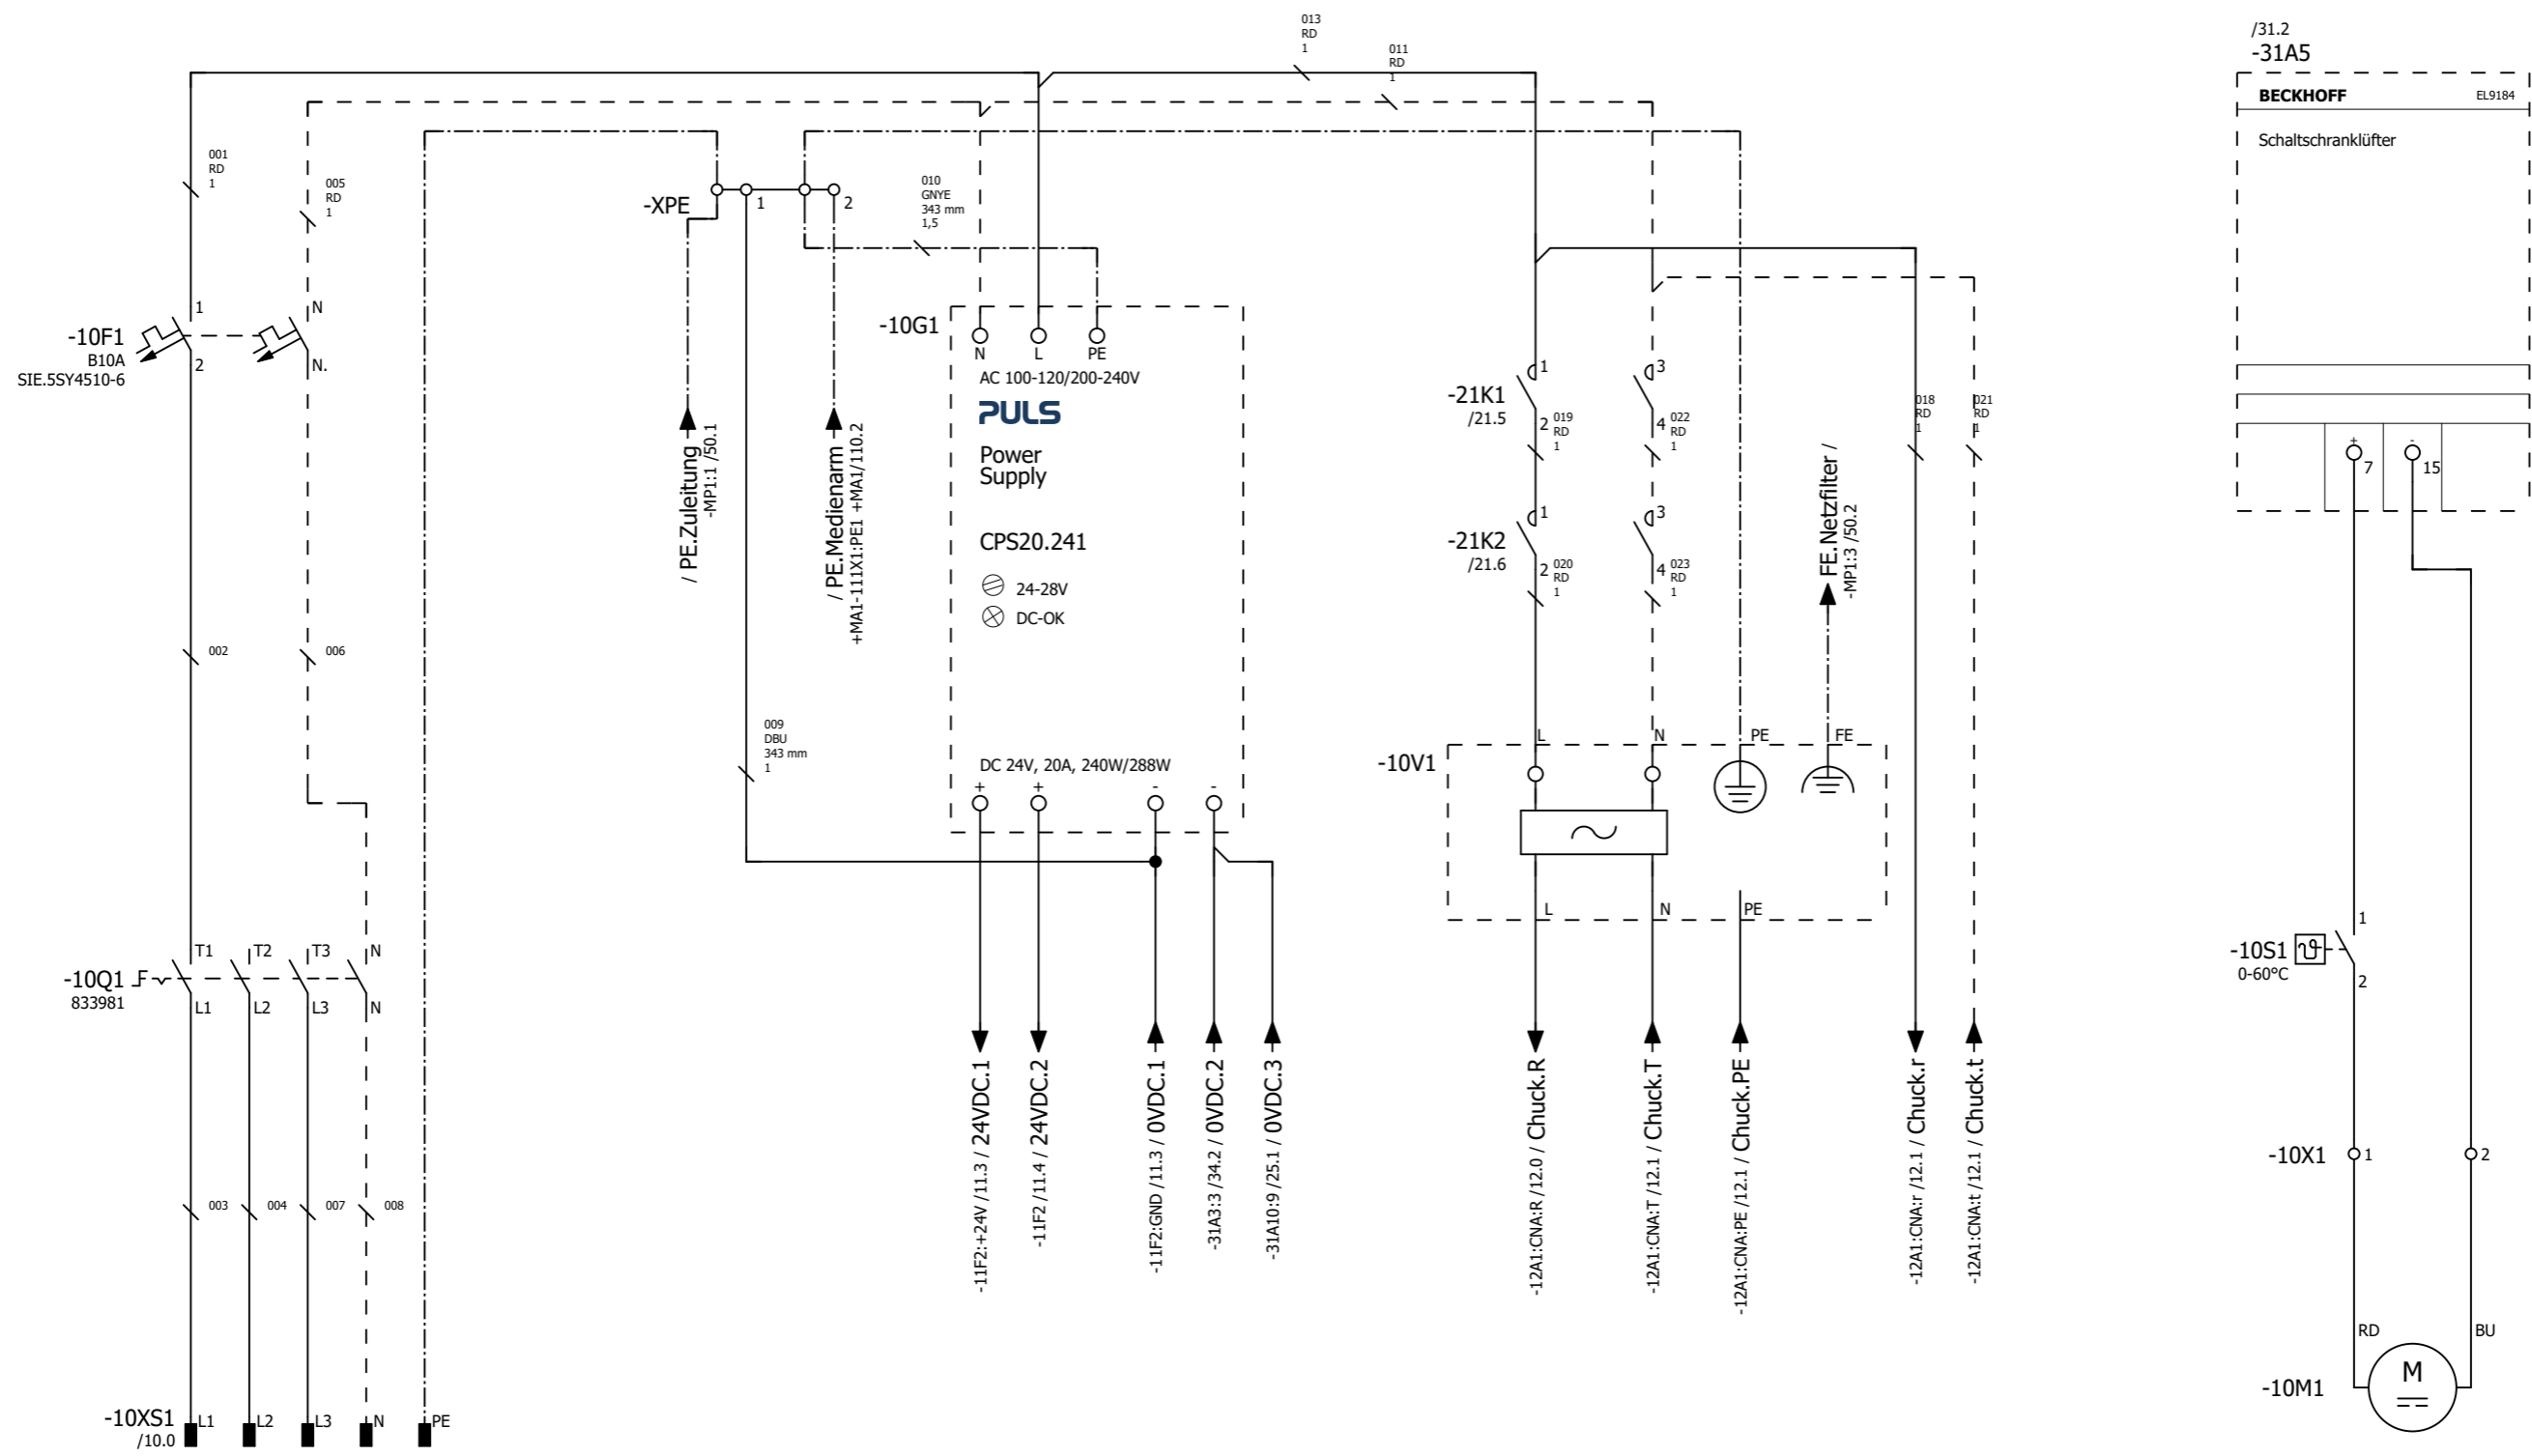 013
RD
1
011
RD
1
/31.2
-31A5
BECKHOFF
EL9184
Schaltschranklüfter
+
7
-
15
001
RD
1
005
RD
1
-XPE
1
2
010
GNYE
343 mm
1,5
1
N
-10F1
B10A
SIE.5SY4510-6
2
N.
/ PE.Zuleitung
-MP1:1 /50.1
/ PE.Medienarm
+MA1-111X1:PE1 +MA1/110.2
-10G1
N
L
PE
AC 100-120/200-240V
PULS
Power
Supply
CPS20.241
24-28V
DC-OK
DC 24V, 20A, 240W/288W
+
+
-
-
009
DBU
343 mm
1
-21K1
/21.5
1
2
019
RD
1
3
4
022
RD
1
-21K2
/21.6
1
2
020
RD
1
3
4
023
RD
1
FE.Netzfilter /
-MP1:3 /50.2
018
RD
1
021
RD
1
002
006
-10V1
L
N
PE
FE
L
N
PE
-10Q1
833981
T1
T2
T3
N
L1
L2
L3
N
003
004
007
008
-10XS1
/10.0
L1
L2
L3
N
PE
-11F2:+24V /11.3 / 24VDC.1
-11F2 /11.4 / 24VDC.2
-11F2:GND /11.3 / 0VDC.1
-31A3:3 /34.2 / 0VDC.2
-31A10:9 /25.1 / 0VDC.3
-12A1:CNA:R /12.0 / Chuck.R
-12A1:CNA:T /12.1 / Chuck.T
-12A1:CNA:PE /12.1 / Chuck.PE
-12A1:CNA:r /12.1 / Chuck.r
-12A1:CNA:t /12.1 / Chuck.t
-10S1
0-60°C
1
2
-10X1
1
2
RD
BU
-10M1
M